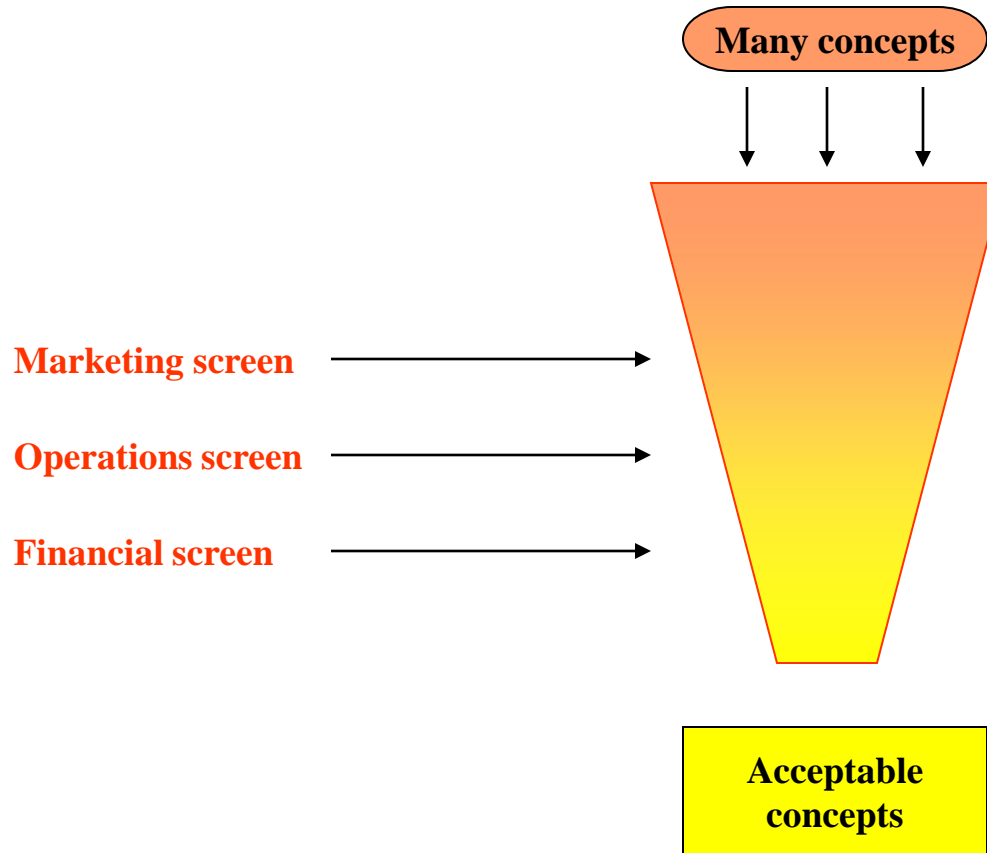 Many concepts
Marketing screen
Operations screen
Financial screen
Acceptable
concepts